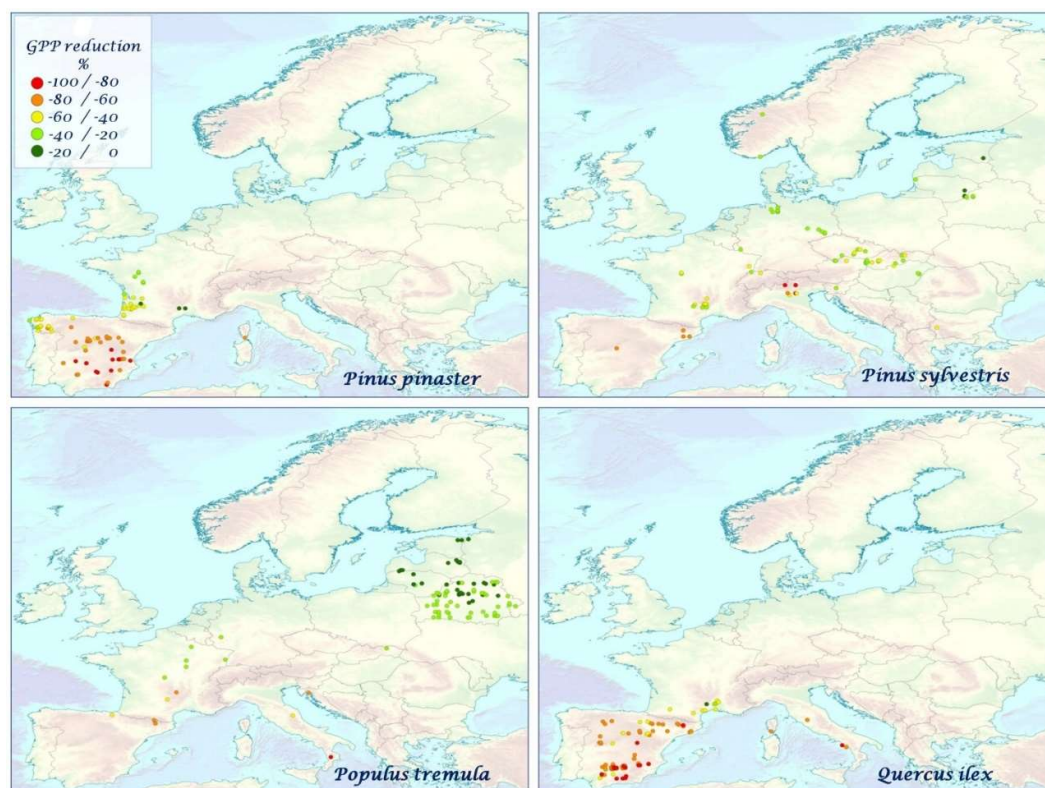 GPP reduction
%
-100 / -80
-80 / -60
-60 / -40
-40 / -20
-20 / 0
Pinus pinaster
Pinus sylvestris
Populus tremula
Quercus ilex